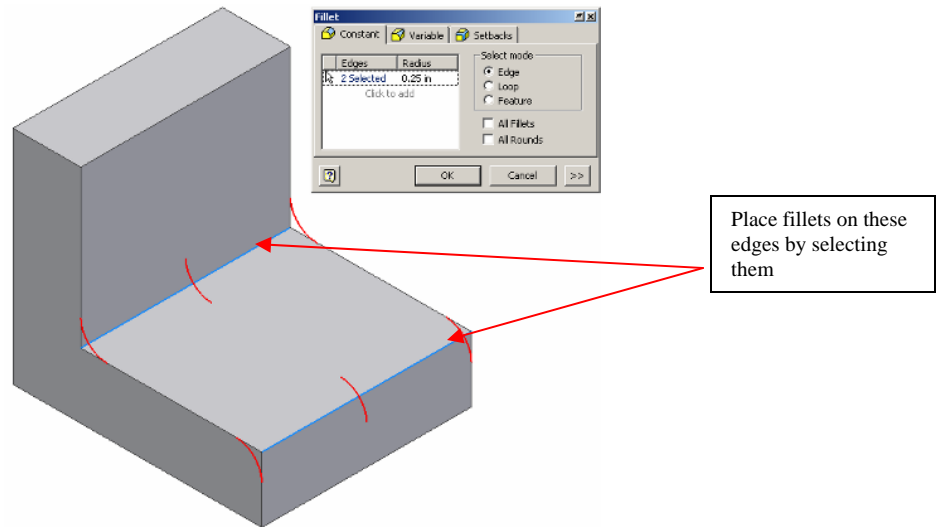 Fillet
Constant Variable Setbacks
Edges Radius
2 Selected 0.25 in
Click to add
Select mode
Edge
Loop
Feature
All Fillets
All Rounds
? OK Cancel >>
Place fillets on these
edges by selecting
them